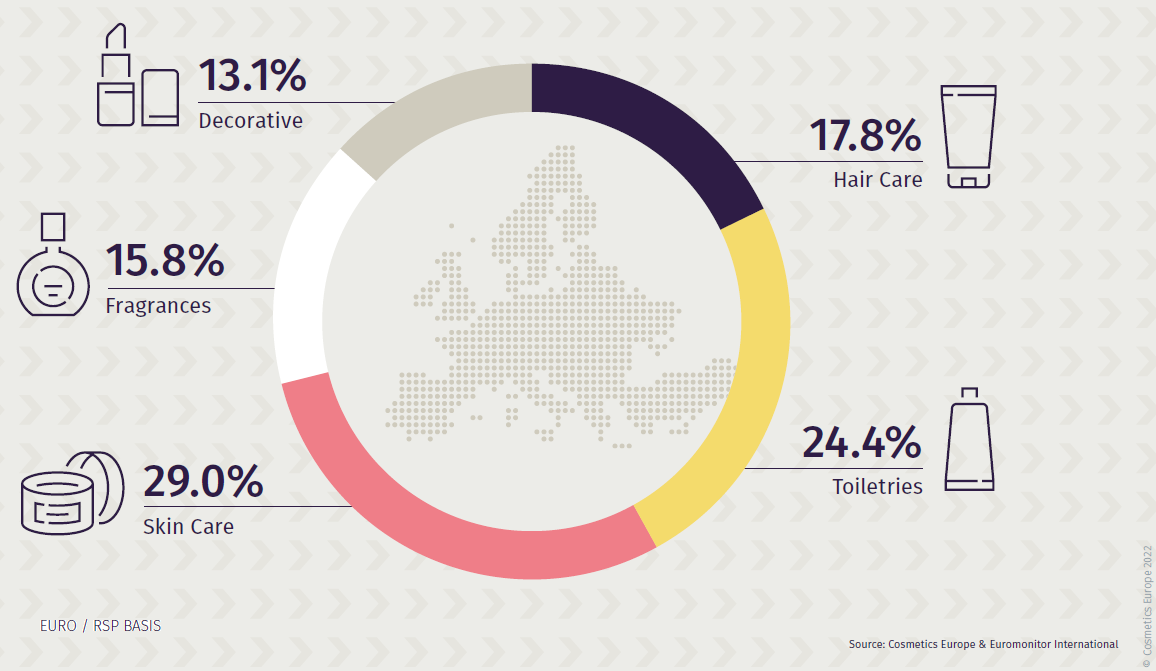 13.1%
Decorative
17.8%
Hair Care
15.8%
Fragrances
24.4%
Toiletries
29.0%
Skin Care
EURO / RSP BASIS
Source: Cosmetics Europe & Euromonitor International
© Cosmetics Europe 2022